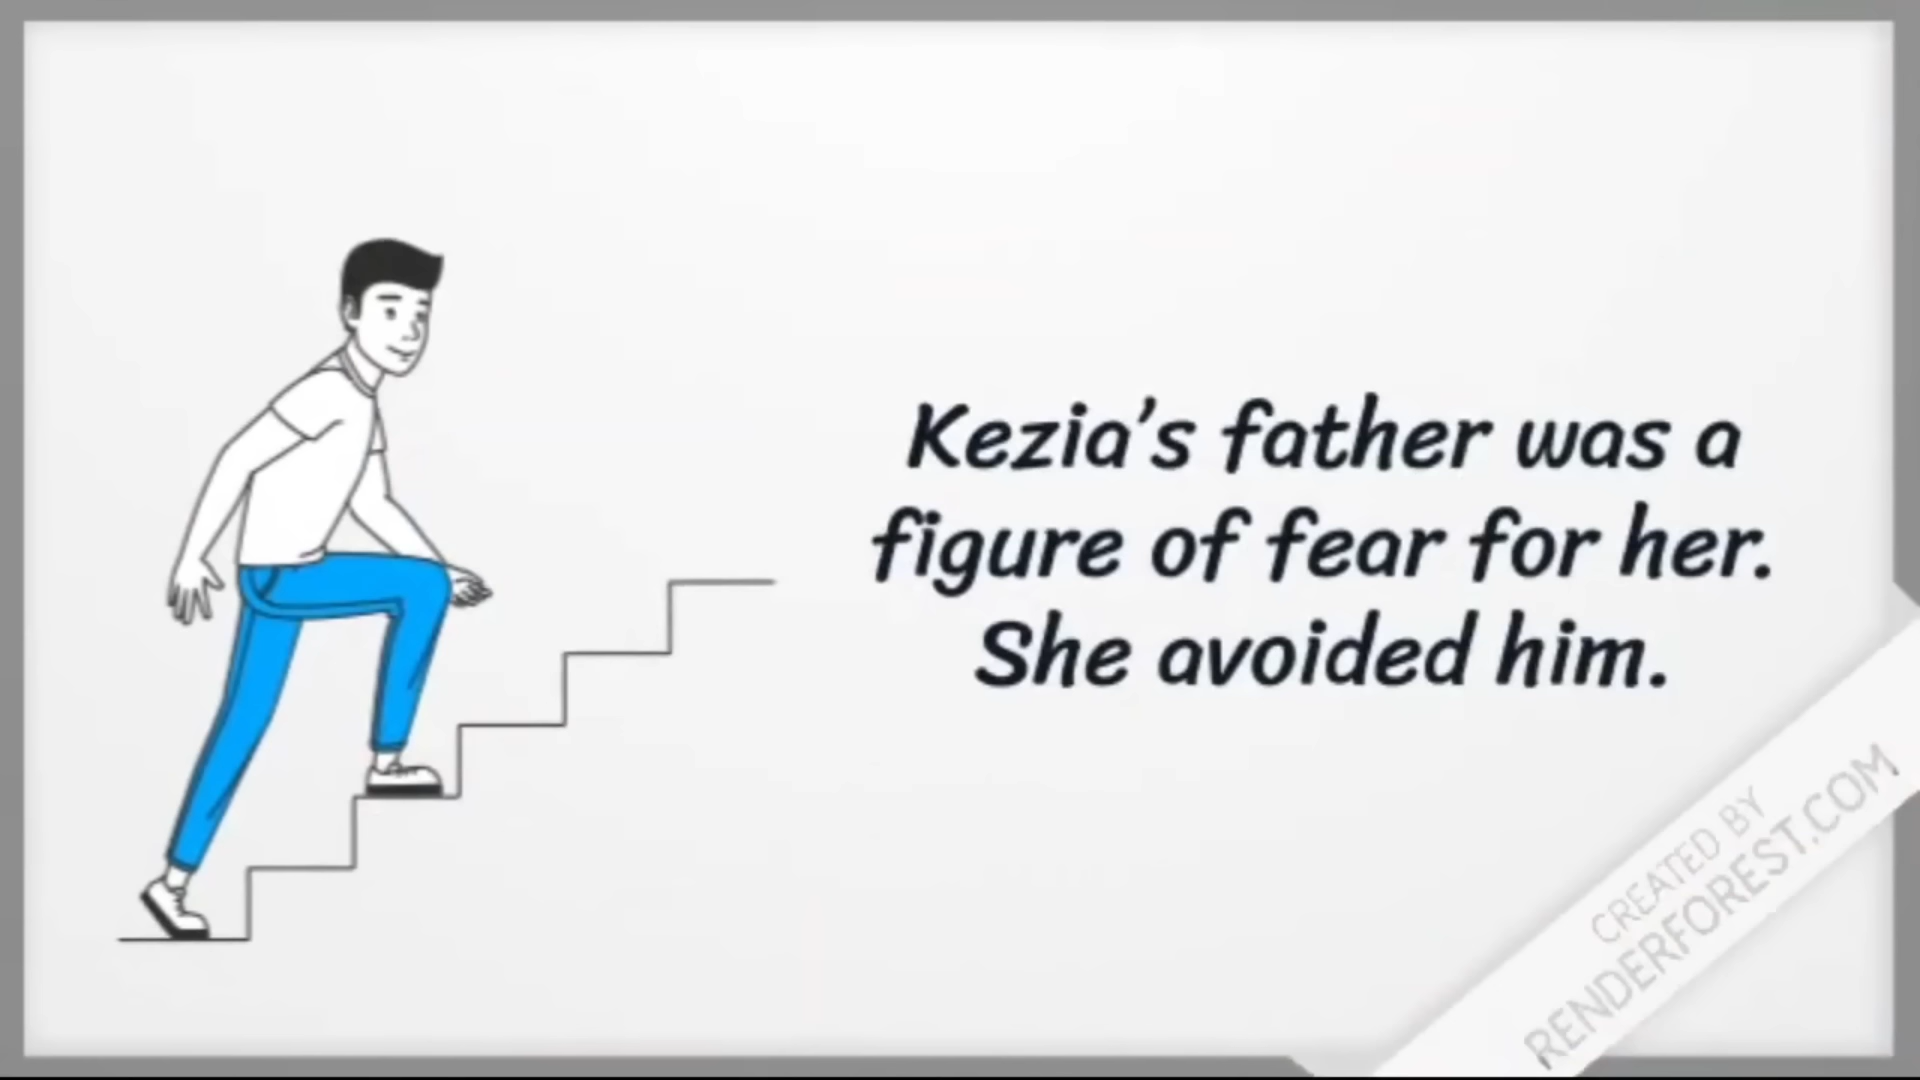 Kezia’s father was a
figure of fear for her.
She avoided him.
CREATED BY
RENDERFOREST.COM